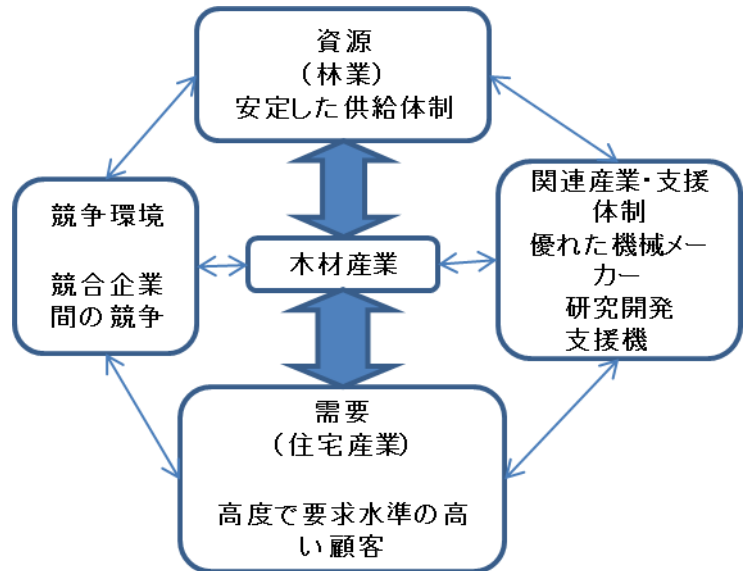 資源
（林業）
安定した供給体制
競争環境
競合企業
間の競争
木材産業
関連産業・支援
体制
優れた機械メー
カー
研究開発
支援機
需要
（住宅産業）
高度で要求水準の高
い顧客